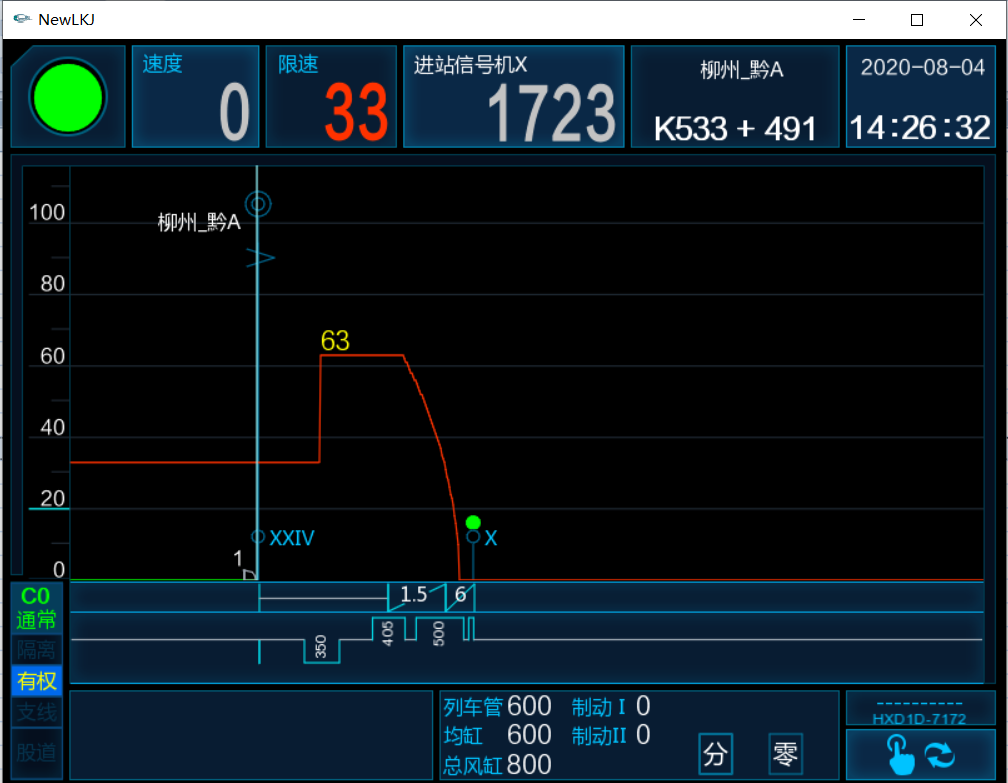 NewLKJ
速度
0
限速
33
进站信号机X
1723
柳州_黔A
K533 + 491
2020-08-04
14:26:32
100
80
60
40
20
0
柳州_黔A
63
XXIV
X
1
1.5
6
350
405
500
C0
通常
隔离
有权
支线
股道
列车管 600 制动 I 0
均缸 600 制动II 0
总风缸 800
分
零
----------
HXD1D-7172